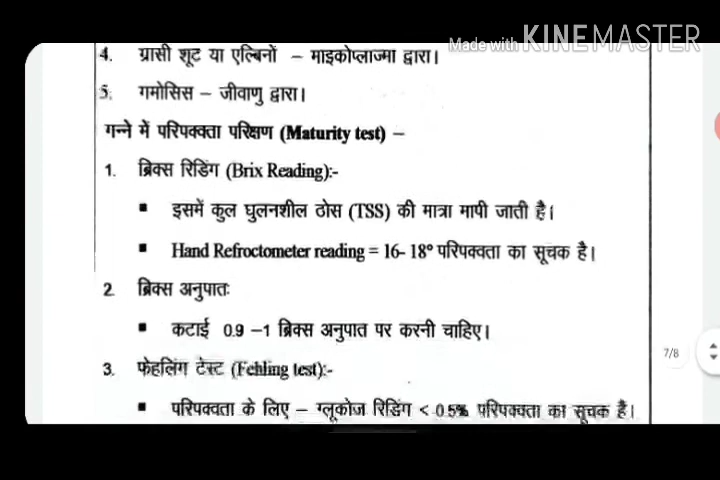 Made with KINEMASTER
4. ग्रासी शूट या एल्बिनों – माइकोप्लाज्मा द्वारा।
5. गमोसिस – जीवाणु द्वारा।
गन्ने में परिपक्वता परिक्षण (Maturity test) –
1. ब्रिक्स रिडिंग (Brix Reading):-
▪ इसमें कुल घुलनशील ठोस (TSS) की मात्रा मापी जाती है।
▪ Hand Refroctometer reading = 16- 18° परिपक्वता का सूचक है।
2. ब्रिक्स अनुपातः
▪ कटाई 0.9 –1 ब्रिक्स अनुपात पर करनी चाहिए।
7/8
3. फेहलिंग टेस्ट (Fehling test):-
▪ परिपक्वता के लिए – ग्लूकोज रिडिंग < 0.5% परिपक्वता का सूचक है।